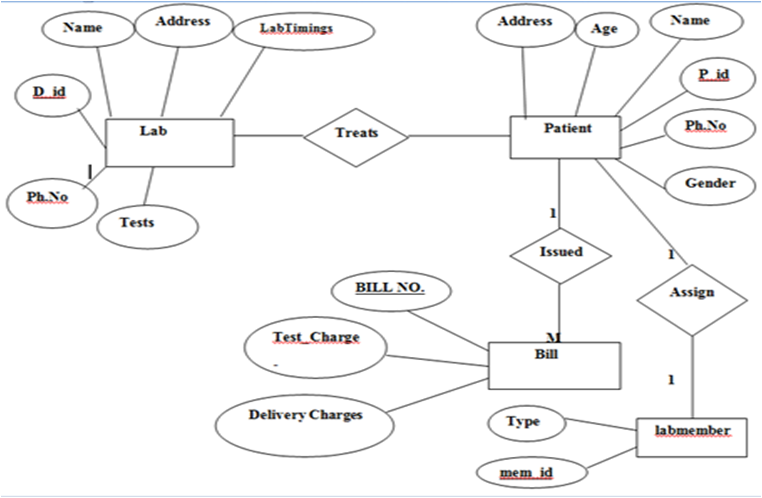 Name
Address
LabTimings
Address
Age
Name
D_id
P_id
Lab
Treats
Patient
Ph.No
Ph.No
Gender
Tests
1
Issued
1
Assign
BILL NO.
Test_Charge
-
M
Bill
1
Delivery Charges
Type
labmember
mem_id